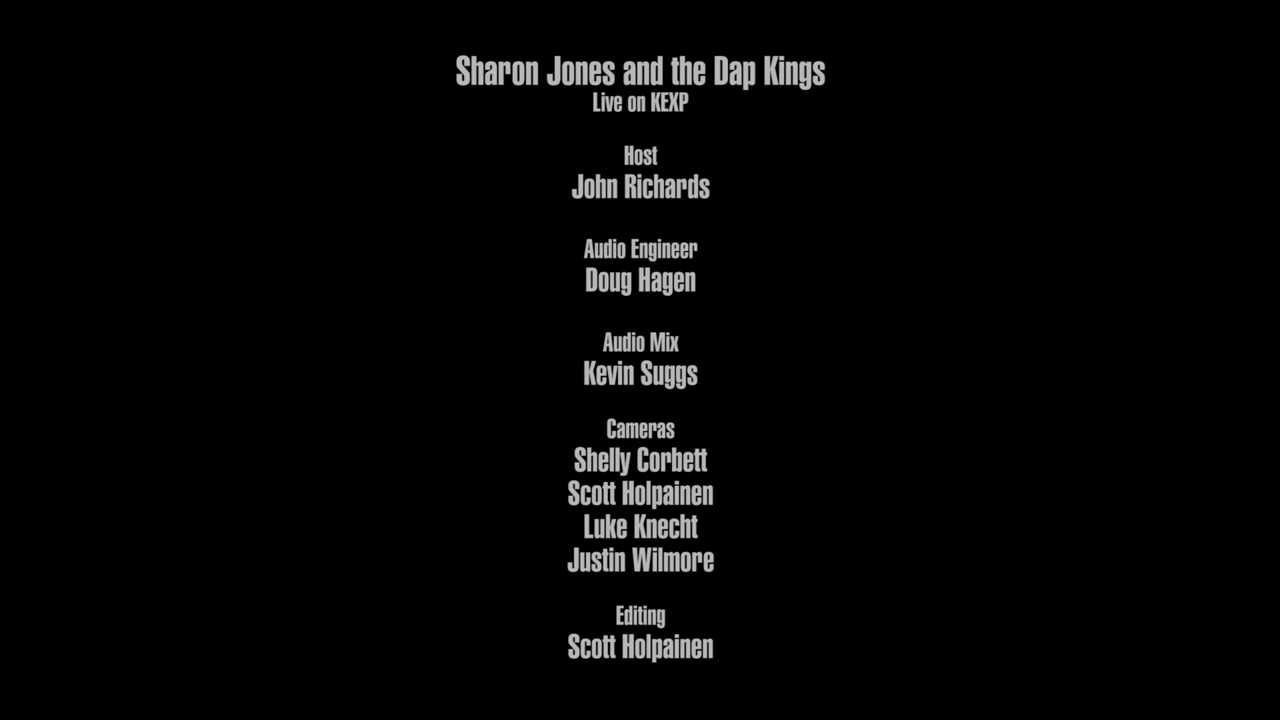 Sharon Jones and the Dap Kings
Live on KEXP
Host
John Richards
Audio Engineer
Doug Hagen
Audio Mix
Kevin Suggs
Cameras
Shelly Corbett
Scott Holpainen
Luke Knecht
Justin Wilmore
Editing
Scott Holpainen